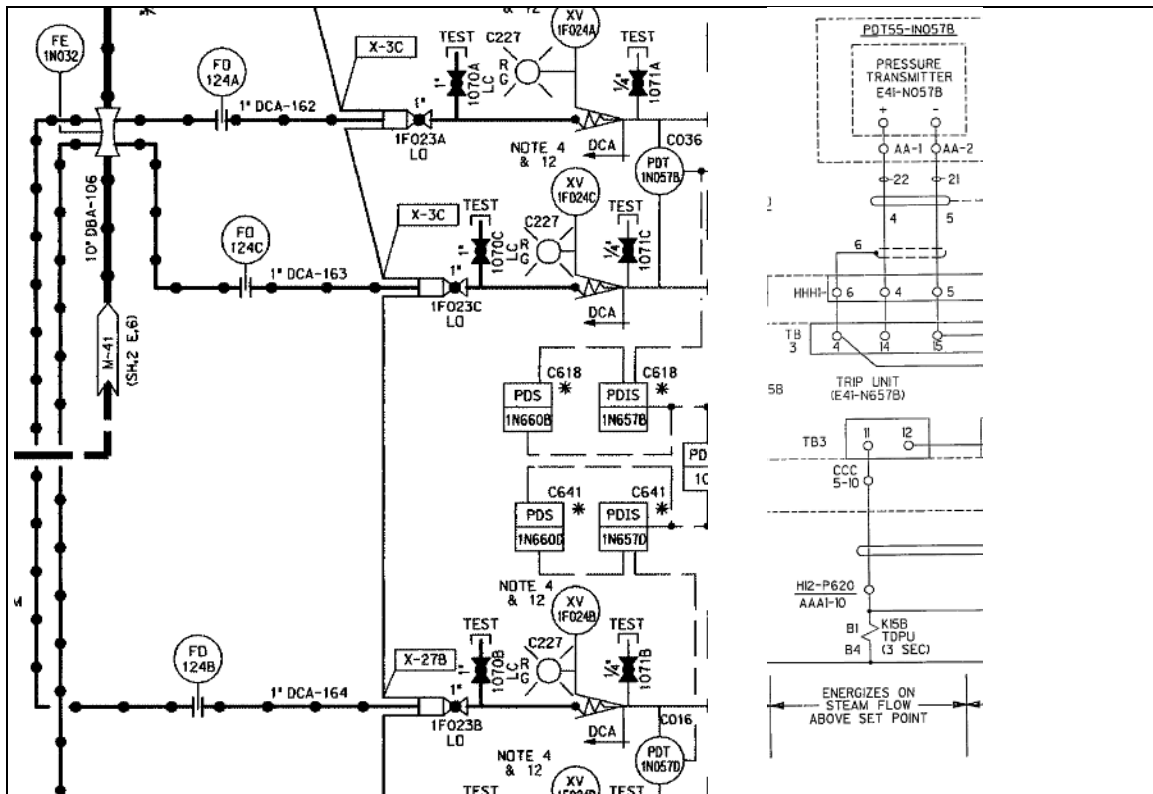 & 12
XV
1F024A
FE
1N032
FO
124A
X-3C
TEST
1"
1070A
LC
C227
R
G
TEST
1/4"
1071A
1" DCA-162
1"
1F023A
LO
NOTE 4
& 12
DCA
C036
PDT
1N057B
XV
1F024C
10" DBA-106
FO
124C
X-3C
TEST
1"
1070C
LC
C227
R
G
TEST
1/4"
1071C
1" DCA-163
1"
1F023C
LO
DCA
M-41
(SH.2 E,6)
C618
*
PDS
1N660B
C618
*
PDIS
1N657B
PD
10
C641
*
PDS
1N660D
C641
*
PDIS
1N657D
NOTE 4
& 12
XV
1F024B
FO
124B
X-27B
TEST
1"
1070B
LC
C227
R
G
TEST
1/4"
1071B
1" DCA-164
1"
1F023B
LO
DCA
C016
PDT
1N057D
NOTE 4
& 12
XV
TEST
TEST
PDT55-1N057B
PRESSURE
TRANSMITTER
E41-N057B
+ -
AA-1 AA-2
22 21
4 5
6
HHH1- 6 4 5
TB
3
4 14 15
5B
TRIP UNIT
(E41-N657B)
TB3
11 12
CCC
5-10
H12-P620
AAA1-10
B1
B4
K15B
TDPU
(3 SEC)
ENERGIZES ON
STEAM FLOW
ABOVE SET POINT